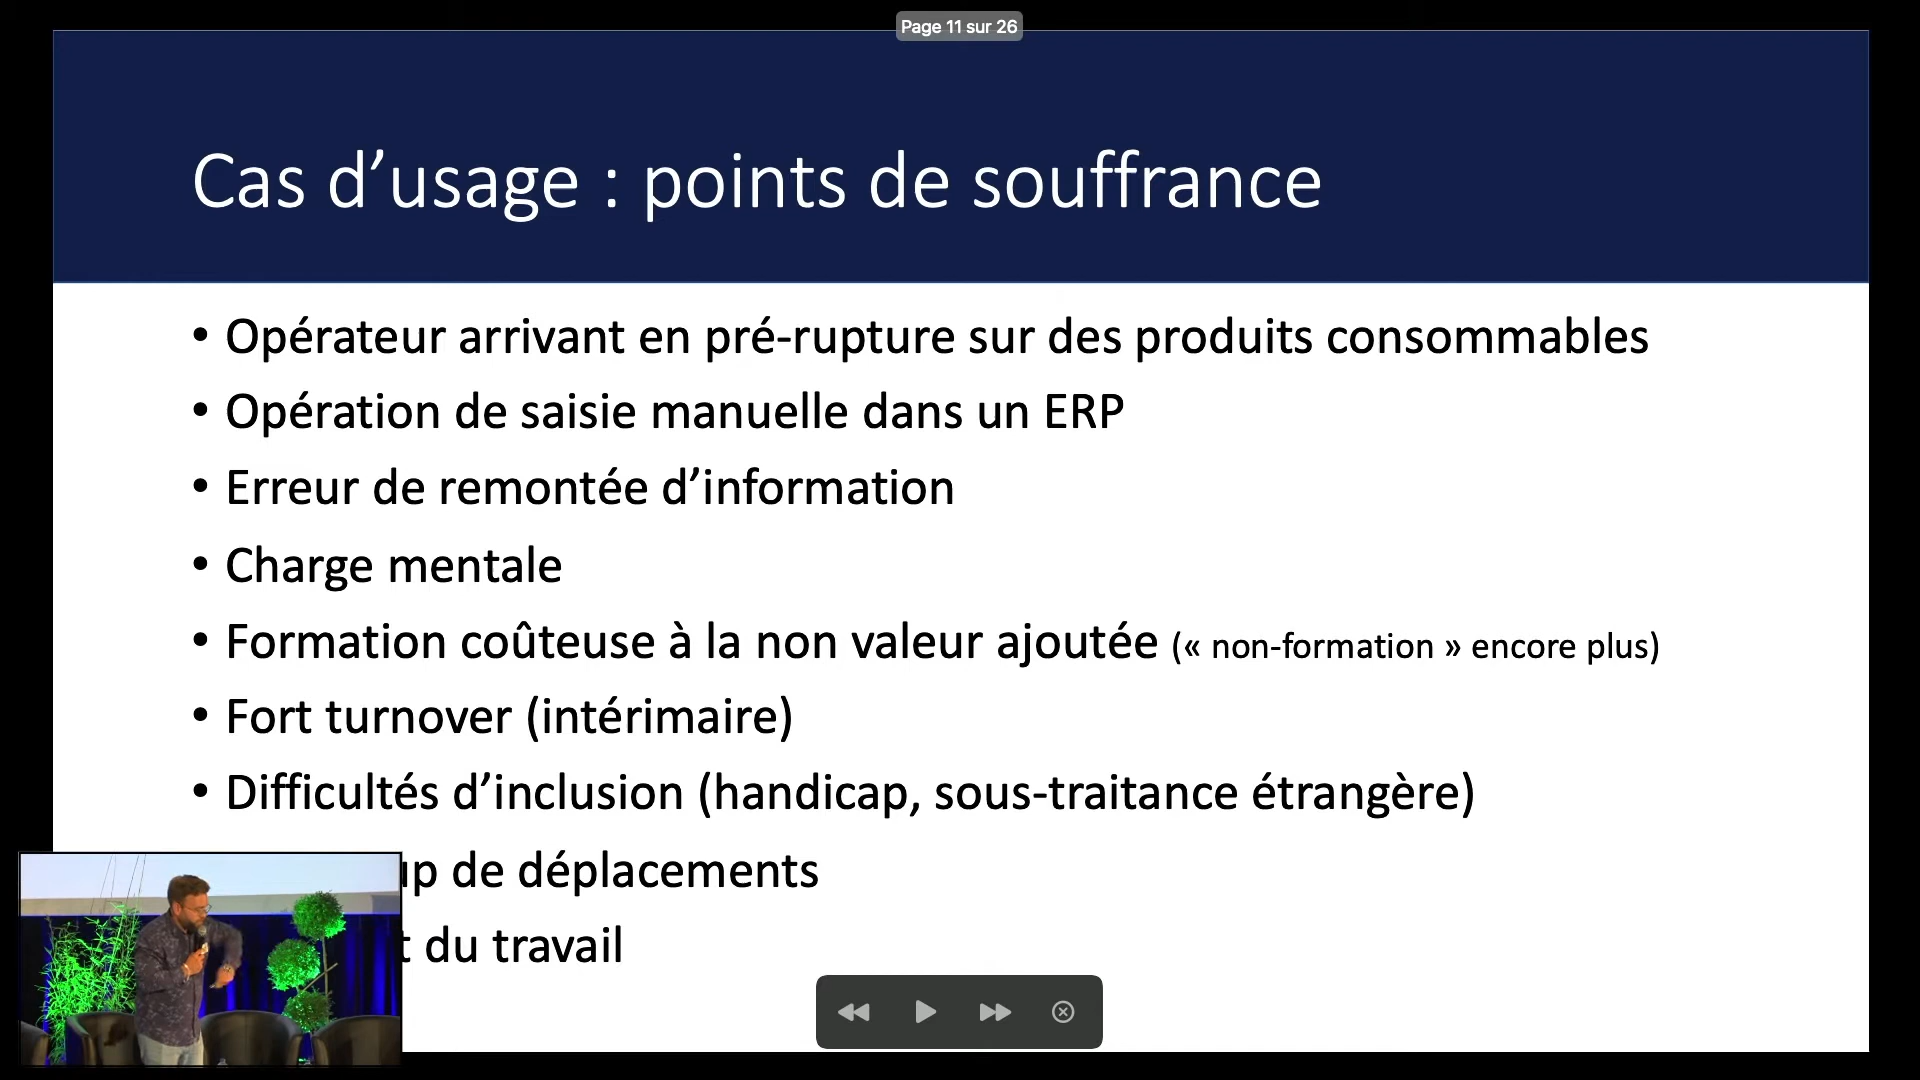 Page 11 sur 26
Cas d’usage : points de souffrance
• Opérateur arrivant en pré-rupture sur des produits consommables
• Opération de saisie manuelle dans un ERP
• Erreur de remontée d’information
• Charge mentale
• Formation coûteuse à la non valeur ajoutée (« non-formation » encore plus)
• Fort turnover (intérimaire)
• Difficultés d’inclusion (handicap, sous-traitance étrangère)
de déplacements
du travail